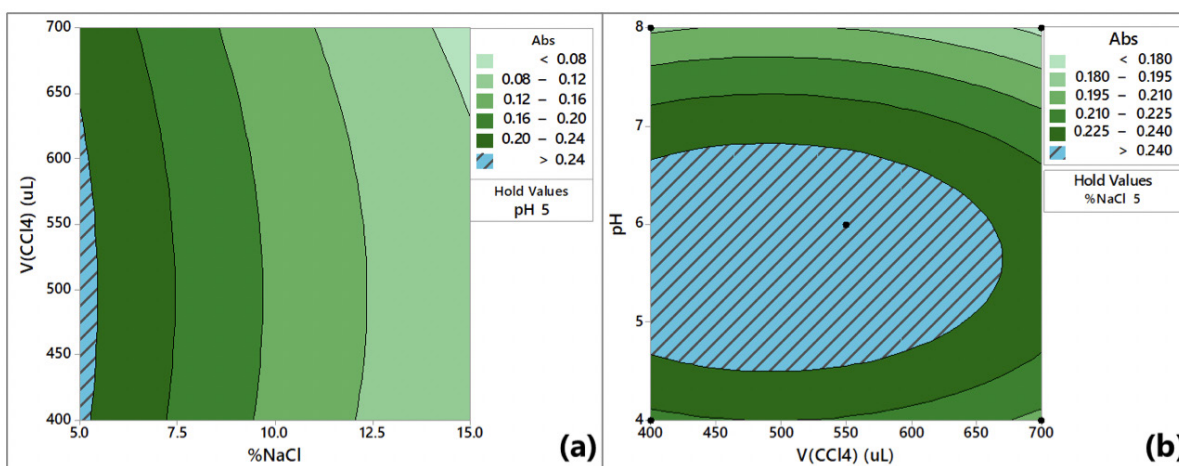 700
650
600
550
500
450
400
V(CCl4) (uL)
5.0 7.5 10.0 12.5 15.0
%NaCl
Abs
< 0.08
0.08 – 0.12
0.12 – 0.16
0.16 – 0.20
0.20 – 0.24
> 0.24
Hold Values
pH 5
(a)
8
7
6
5
4
pH
400 450 500 550 600 650 700
V(CCl4) (uL)
Abs
< 0.180
0.180 – 0.195
0.195 – 0.210
0.210 – 0.225
0.225 – 0.240
> 0.240
Hold Values
%NaCl 5
(b)